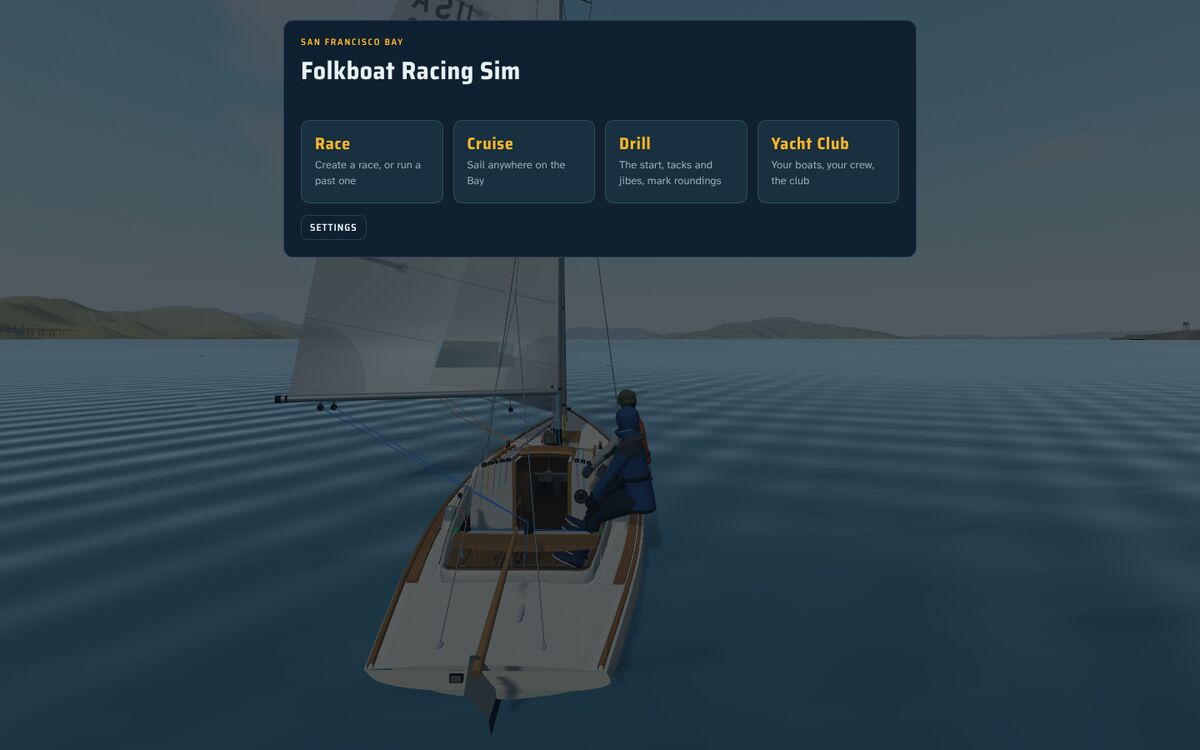 SAN FRANCISCO BAY
Folkboat Racing Sim
Race
Create a race, or run a
past one
Cruise
Sail anywhere on the
Bay
Drill
The start, tacks and
jibes, mark roundings
Yacht Club
Your boats, your crew,
the club
SETTINGS